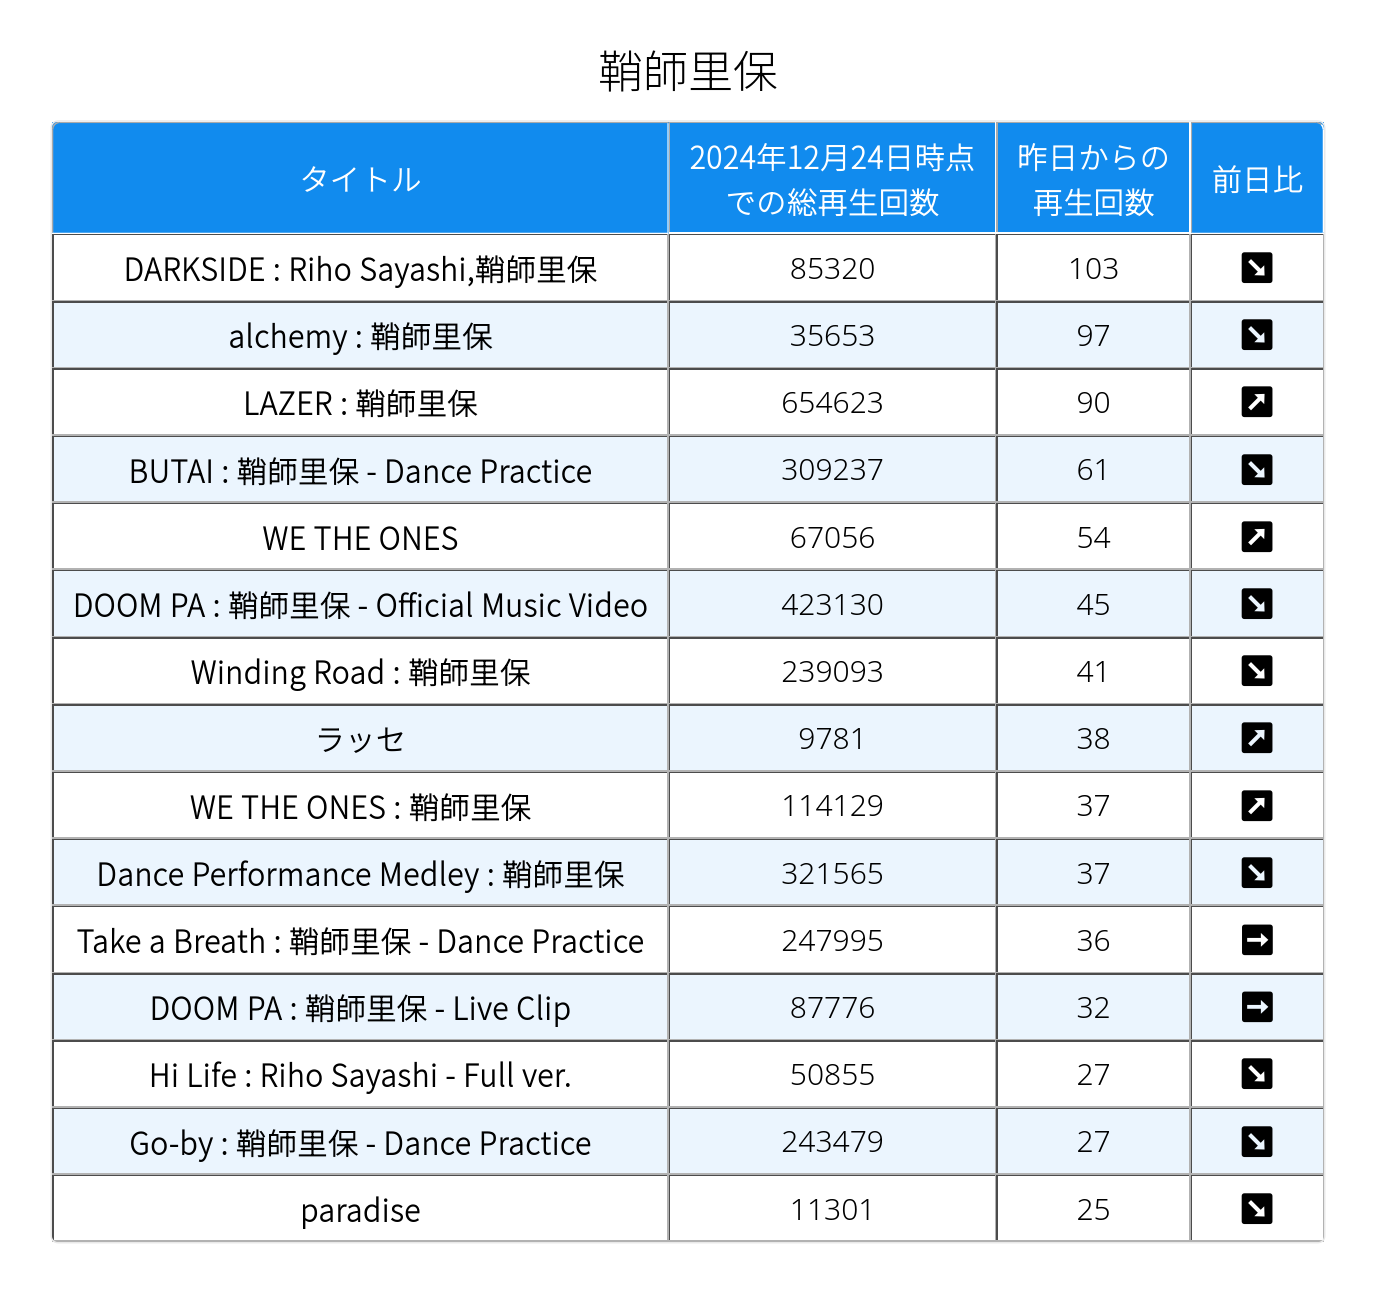 鞘師里保
タイトル 2024年12月24日時点での総再生回数 昨日からの再生回数 前日比
DARKSIDE : Riho Sayashi,鞘師里保 85320 103 ↘
alchemy : 鞘師里保 35653 97 ↘
LAZER : 鞘師里保 654623 90 ↗
BUTAI : 鞘師里保 - Dance Practice 309237 61 ↘
WE THE ONES 67056 54 ↗
DOOM PA : 鞘師里保 - Official Music Video 423130 45 ↘
Winding Road : 鞘師里保 239093 41 ↘
ラッセ 9781 38 ↗
WE THE ONES : 鞘師里保 114129 37 ↗
Dance Performance Medley : 鞘師里保 321565 37 ↘
Take a Breath : 鞘師里保 - Dance Practice 247995 36 →
DOOM PA : 鞘師里保 - Live Clip 87776 32 →
Hi Life : Riho Sayashi - Full ver. 50855 27 ↘
Go-by : 鞘師里保 - Dance Practice 243479 27 ↘
paradise 11301 25 ↘